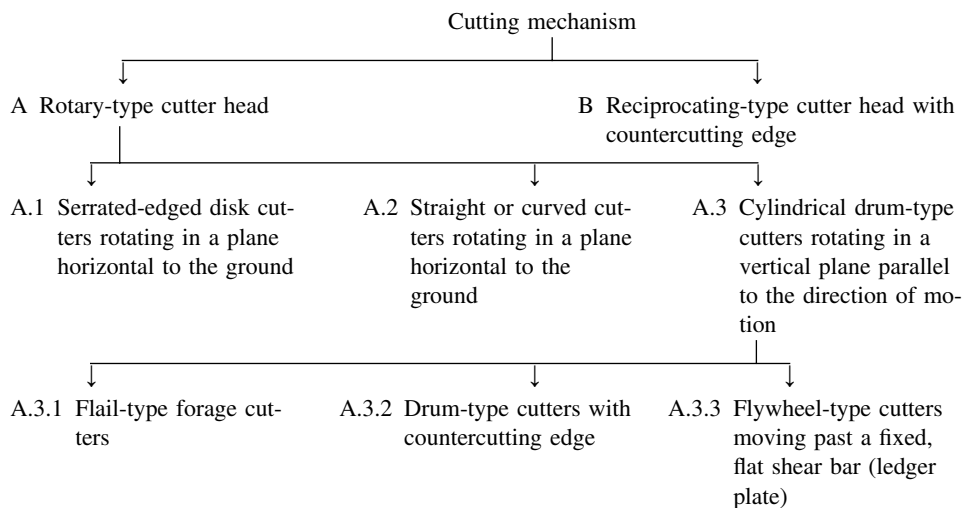 Cutting mechanism
A Rotary-type cutter head
B Reciprocating-type cutter head with
countercutting edge
A.1 Serrated-edged disk cut-
ters rotating in a plane
horizontal to the ground
A.2 Straight or curved cut-
ters rotating in a plane
horizontal to the
ground
A.3 Cylindrical drum-type
cutters rotating in a
vertical plane parallel
to the direction of mo-
tion
A.3.1 Flail-type forage cut-
ters
A.3.2 Drum-type cutters with
countercutting edge
A.3.3 Flywheel-type cutters
moving past a fixed,
flat shear bar (ledger
plate)